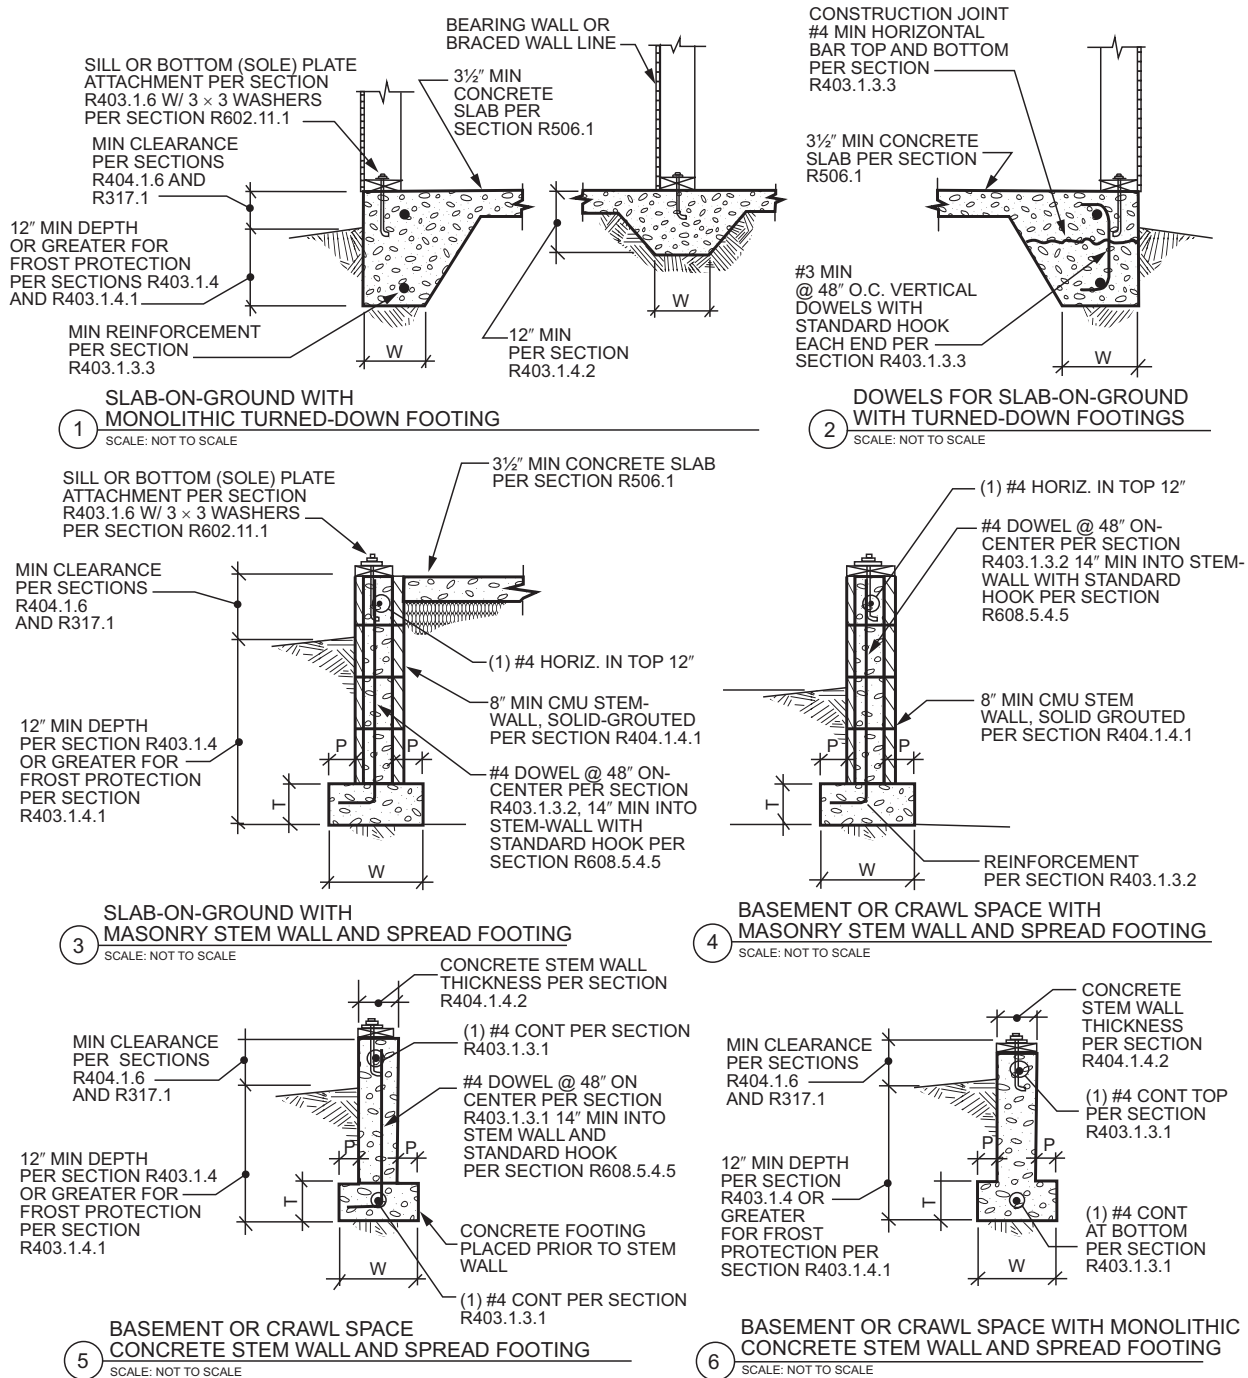 SILL OR BOTTOM (SOLE) PLATE
ATTACHMENT PER SECTION
R403.1.6 W/ 3 × 3 WASHERS
PER SECTION R602.11.1
MIN CLEARANCE
PER SECTIONS
R404.1.6 AND
R317.1
12″ MIN DEPTH
OR GREATER FOR
FROST PROTECTION
PER SECTIONS R403.1.4
AND R403.1.4.1
MIN REINFORCEMENT
PER SECTION
R403.1.3.3
BEARING WALL OR
BRACED WALL LINE
3½″ MIN
CONCRETE
SLAB PER
SECTION R506.1
W
W
12″ MIN
PER SECTION
R403.1.4.2
1
SLAB-ON-GROUND WITH
MONOLITHIC TURNED-DOWN FOOTING
SCALE: NOT TO SCALE
CONSTRUCTION JOINT
#4 MIN HORIZONTAL
BAR TOP AND BOTTOM
PER SECTION
R403.1.3.3
3½″ MIN CONCRETE
SLAB PER SECTION
R506.1
#3 MIN
@ 48″ O.C. VERTICAL
DOWELS WITH
STANDARD HOOK
EACH END PER
SECTION R403.1.3.3
W
2
DOWELS FOR SLAB-ON-GROUND
WITH TURNED-DOWN FOOTINGS
SCALE: NOT TO SCALE
SILL OR BOTTOM (SOLE) PLATE
ATTACHMENT PER SECTION
R403.1.6 W/ 3 × 3 WASHERS
PER SECTION R602.11.1
3½″ MIN CONCRETE SLAB
PER SECTION R506.1
MIN CLEARANCE
PER SECTIONS
R404.1.6
AND R317.1
(1) #4 HORIZ. IN TOP 12″
8″ MIN CMU STEM-
WALL, SOLID-GROUTED
PER SECTION R404.1.4.1
12″ MIN DEPTH
PER SECTION R403.1.4
OR GREATER FOR
FROST PROTECTION
PER SECTION
R403.1.4.1
P
P
T
W
#4 DOWEL @ 48″ ON-
CENTER PER SECTION
R403.1.3.2, 14″ MIN INTO
STEM-WALL WITH
STANDARD HOOK PER
SECTION R608.5.4.5
3
SLAB-ON-GROUND WITH
MASONRY STEM WALL AND SPREAD FOOTING
SCALE: NOT TO SCALE
(1) #4 HORIZ. IN TOP 12″
#4 DOWEL @ 48″ ON-
CENTER PER SECTION
R403.1.3.2 14″ MIN INTO STEM-
WALL WITH STANDARD
HOOK PER SECTION
R608.5.4.5
8″ MIN CMU STEM
WALL, SOLID GROUTED
PER SECTION R404.1.4.1
P
P
T
W
REINFORCEMENT
PER SECTION R403.1.3.2
4
BASEMENT OR CRAWL SPACE WITH
MASONRY STEM WALL AND SPREAD FOOTING
SCALE: NOT TO SCALE
CONCRETE STEM WALL
THICKNESS PER SECTION
R404.1.4.2
MIN CLEARANCE
PER SECTIONS
R404.1.6
AND R317.1
(1) #4 CONT PER SECTION
R403.1.3.1
#4 DOWEL @ 48″ ON
CENTER PER SECTION
R403.1.3.1 14″ MIN INTO
STEM WALL AND
STANDARD HOOK
PER SECTION R608.5.4.5
12″ MIN DEPTH
PER SECTION R403.1.4
OR GREATER FOR
FROST PROTECTION
PER SECTION
R403.1.4.1
P
P
T
W
CONCRETE FOOTING
PLACED PRIOR TO STEM
WALL
(1) #4 CONT PER SECTION
R403.1.3.1
5
BASEMENT OR CRAWL SPACE
CONCRETE STEM WALL AND SPREAD FOOTING
SCALE: NOT TO SCALE
CONCRETE
STEM WALL
THICKNESS
PER SECTION
R404.1.4.2
MIN CLEARANCE
PER SECTIONS
R404.1.6
AND R317.1
(1) #4 CONT TOP
PER SECTION
R403.1.3.1
12″ MIN DEPTH
PER SECTION
R403.1.4 OR
GREATER
FOR FROST
PROTECTION PER
SECTION R403.1.4.1
P
P
T
W
(1) #4 CONT
AT BOTTOM
PER SECTION
R403.1.3.1
6
BASEMENT OR CRAWL SPACE WITH MONOLITHIC
CONCRETE STEM WALL AND SPREAD FOOTING
SCALE: NOT TO SCALE